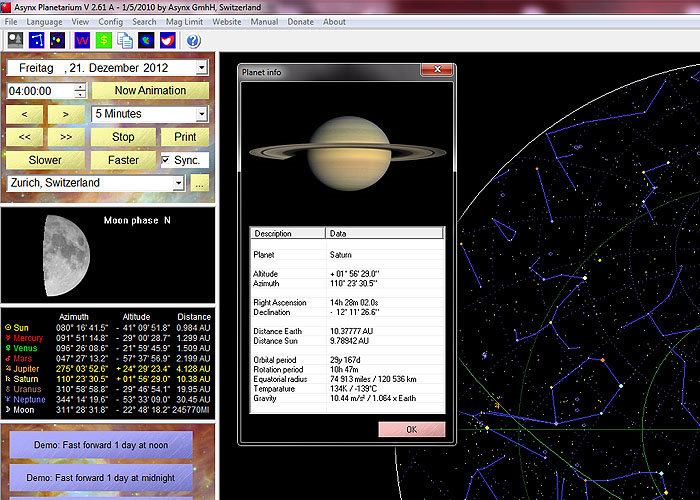 Asynx Planetarium V 2.61 A - 1/5/2010 by Asynx GmbH, Switzerland
File Language View Config Search Mag Limit Website Manual Donate About
Freitag , 21. Dezember 2012
04:00:00 Now Animation
< > 5 Minutes
<< >> Stop Print
Slower Faster Sync.
Zurich, Switzerland ...
Moon phase N
Azimuth Altitude Distance
Sun 080° 16' 41.5" - 41° 09' 51.8" 0.984 AU
Mercury 091° 51' 14.8" - 29° 00' 28.7" 1.299 AU
Venus 096° 26' 08.6" - 21° 59' 40.9" 1.509 AU
Mars 047° 27' 13.2" - 57° 37' 56.9" 2.199 AU
Jupiter 275° 03' 52.6" + 24° 29' 23.4" 4.128 AU
Saturn 110° 23' 30.5" + 01° 56' 29.0" 10.38 AU
Uranus 310° 58' 58.8" - 29° 46' 54.1" 19.95 AU
Neptune 344° 14' 19.6" - 53° 33' 09.0" 30.45 AU
Moon 311° 28' 31.8" - 22° 48' 18.2" 245770MI
Demo: Fast forward 1 day at noon
Demo: Fast forward 1 day at midnight
Planet info
Description Data
Planet Saturn
Altitude + 01° 56' 29.0"
Azimuth 110° 23' 30.5"
Right Ascension 14h 28m 02.0s
Declination - 12° 11' 26.6"
Distance Earth 10.37777 AU
Distance Sun 9.78942 AU
Orbital period 29y 167d
Rotation period 10h 47m
Equatorial radius 74 913 miles / 120 536 km
Temparature 134K / -139°C
Gravity 10.44 m/s² / 1.064 x Earth
OK